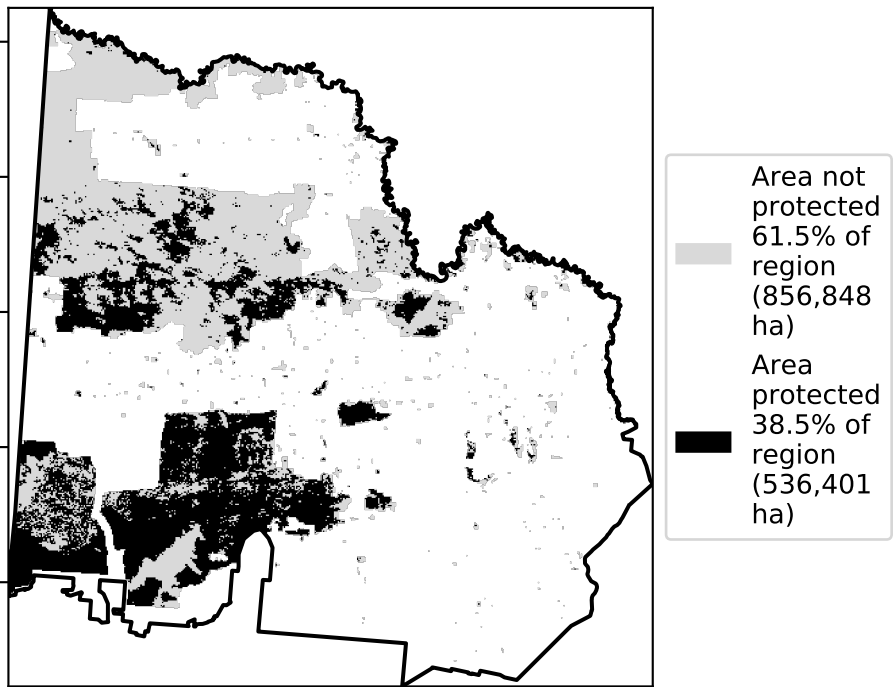 Area not
protected
61.5% of
region
(856,848
ha)
Area
protected
38.5% of
region
(536,401
ha)